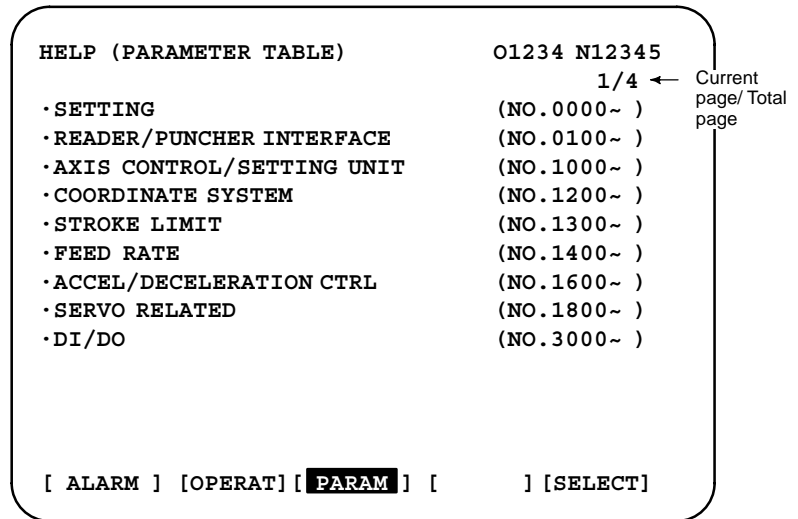 HELP (PARAMETER TABLE) O1234 N12345
1/4 ← Current page/ Total page
·SETTING (NO.0000~ )
·READER/PUNCHER INTERFACE (NO.0100~ )
·AXIS CONTROL/SETTING UNIT (NO.1000~ )
·COORDINATE SYSTEM (NO.1200~ )
·STROKE LIMIT (NO.1300~ )
·FEED RATE (NO.1400~ )
·ACCEL/DECELERATION CTRL (NO.1600~ )
·SERVO RELATED (NO.1800~ )
·DI/DO (NO.3000~ )
[ ALARM ] [OPERAT] [ PARAM ] [ ] [SELECT]